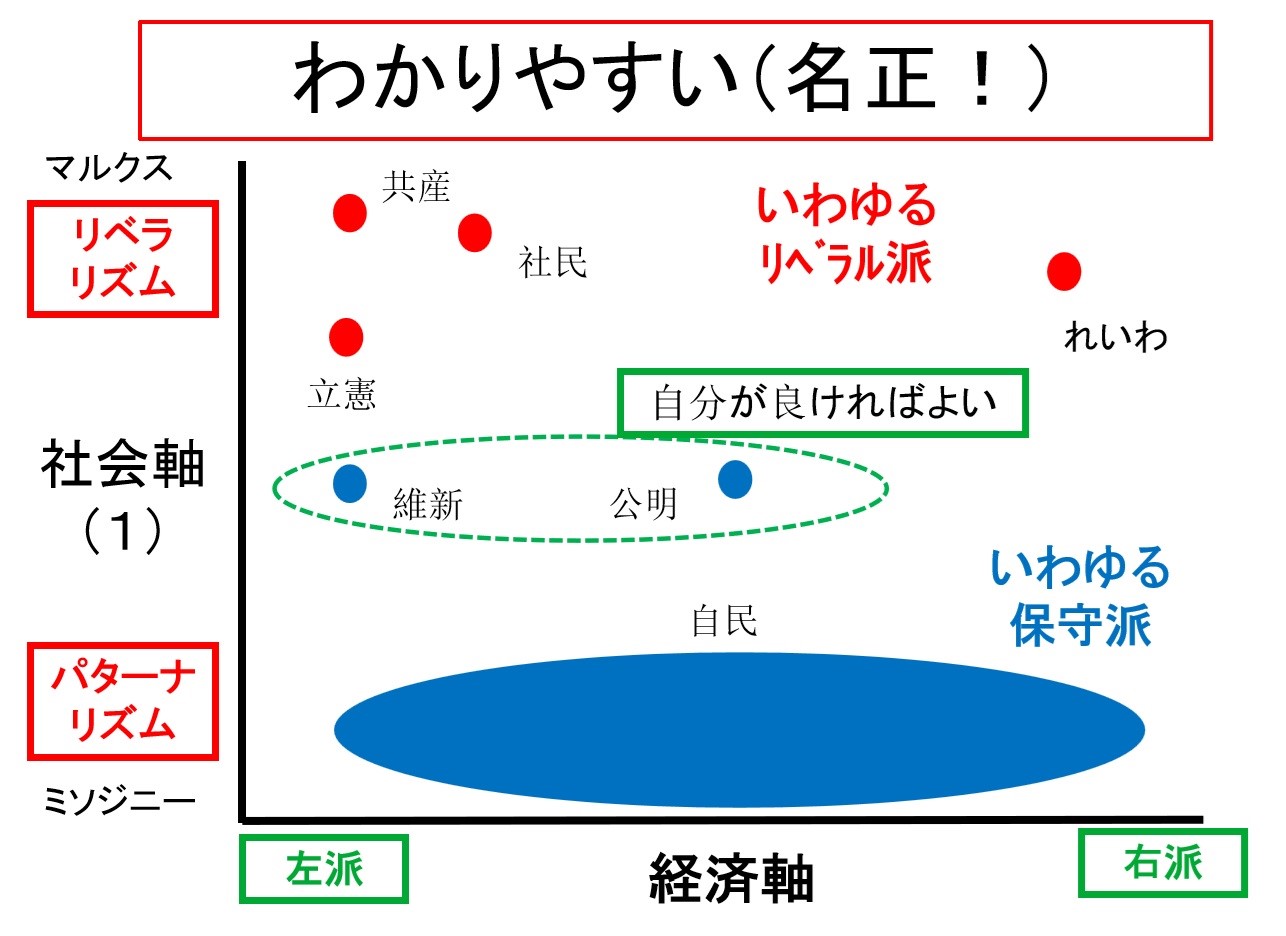 わかりやすい（名正！）
マルクス
リベラ
リズム
共産
社民
いわゆる
ﾘﾍﾞﾗﾙ派
れいわ
立憲
自分が良ければよい
社会軸
（１）
維新
公明
いわゆる
保守派
自民
パターナ
リズム
ミソジニー
左派
経済軸
右派